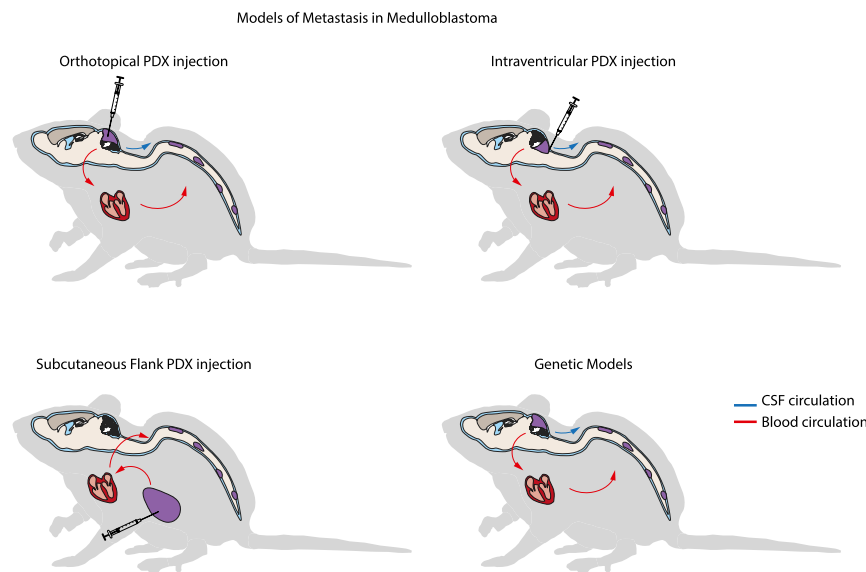 Models of Metastasis in Medulloblastoma
Orthotopical PDX injection
Intraventricular PDX injection
Subcutaneous Flank PDX injection
Genetic Models
CSF circulation
Blood circulation